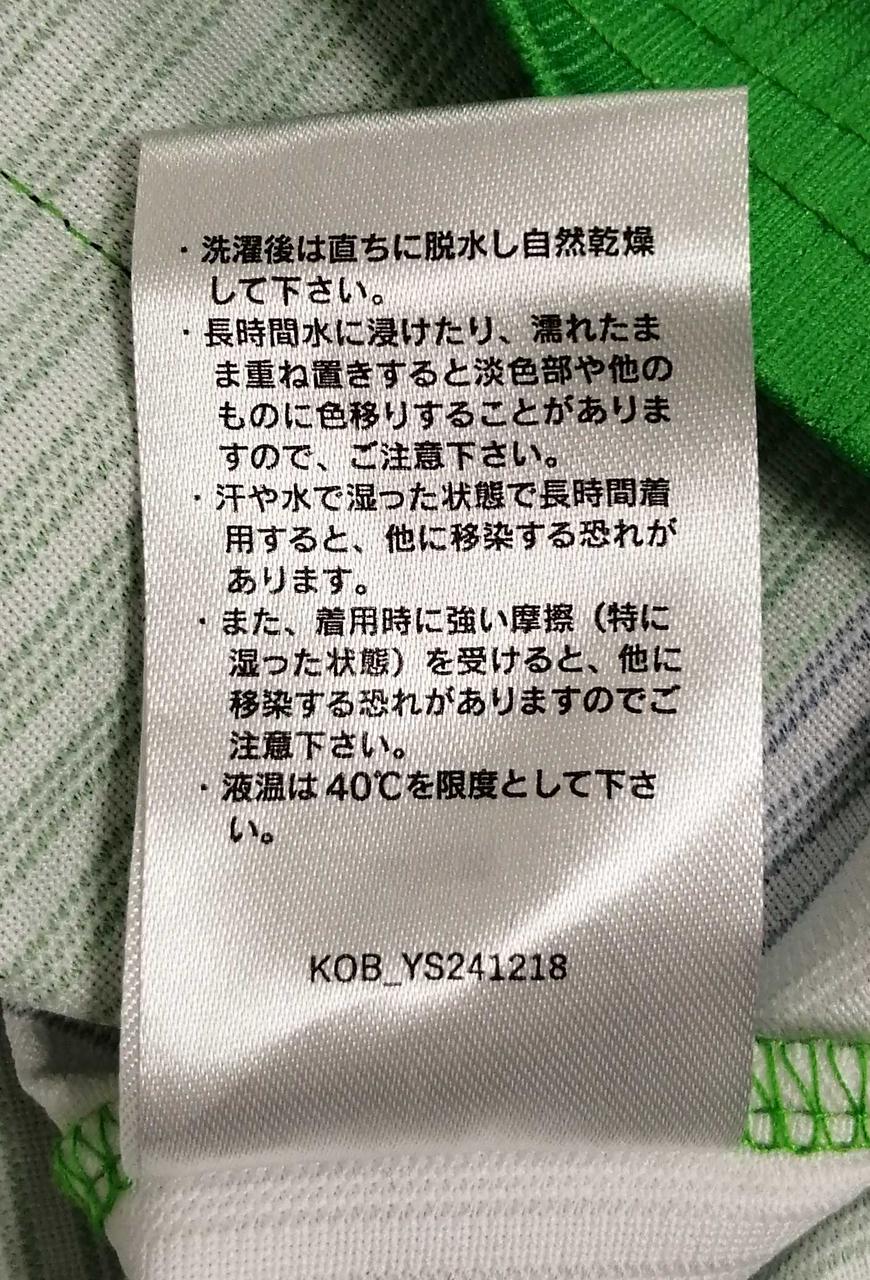 ・洗濯後は直ちに脱水し自然乾燥
して下さい。
・長時間水に浸けたり、濡れたま
ま重ね置きすると淡色部や他の
ものに色移りすることがありま
すので、ご注意下さい。
・汗や水で湿った状態で長時間着
用すると、他に移染する恐れが
あります。
・また、着用時に強い摩擦（特に
湿った状態）を受けると、他に
移染する恐れがありますのでご
注意下さい。
・液温は40℃を限度として下さ
い。
KOB_YS241218